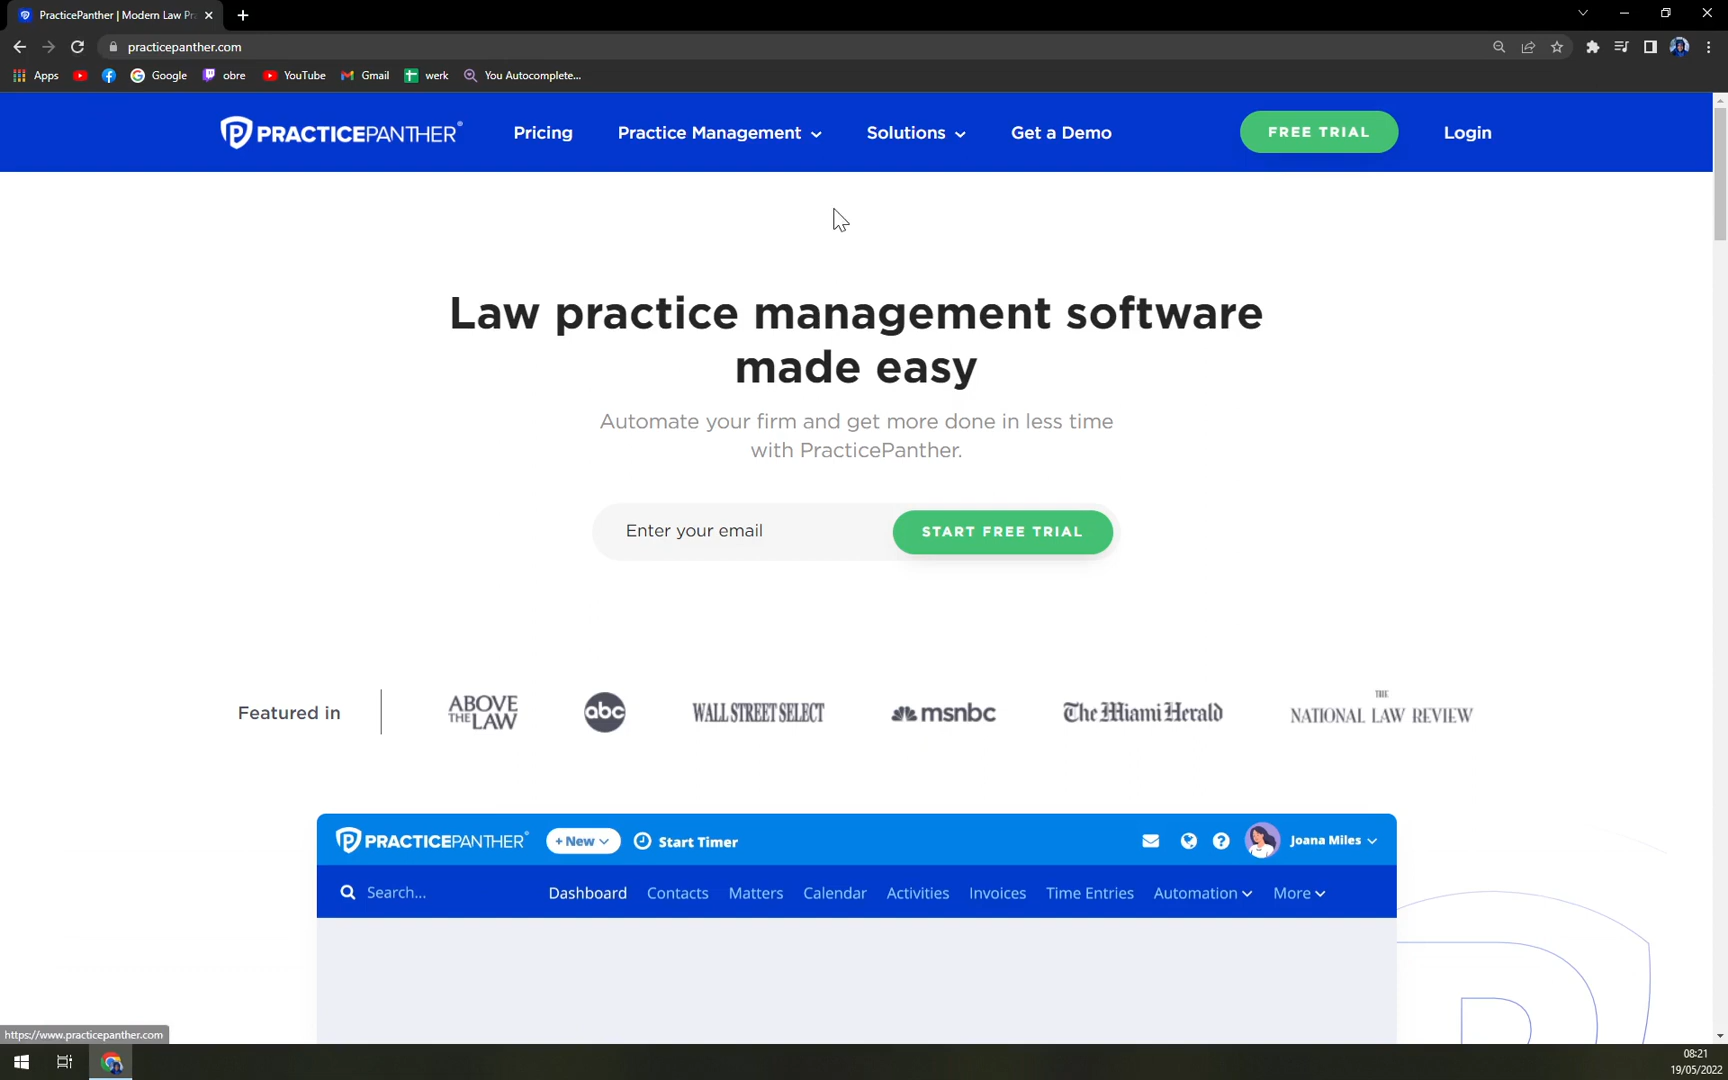 PracticePanther | Modern Law Pr
practicepanther.com
Apps Google obre YouTube Gmail werk You Autocomplete...
PRACTICEPANTHER® Pricing Practice Management Solutions Get a Demo FREE TRIAL Login
Law practice management software
made easy
Automate your firm and get more done in less time
with PracticePanther.
Enter your email START FREE TRIAL
Featured in ABOVE THE LAW abc WALL STREET SELECT msnbc The Miami Herald THE NATIONAL LAW REVIEW
PRACTICEPANTHER® + New Start Timer ? Joana Miles
Search... Dashboard Contacts Matters Calendar Activities Invoices Time Entries Automation More
https://www.practicepanther.com
08:21
19/05/2022